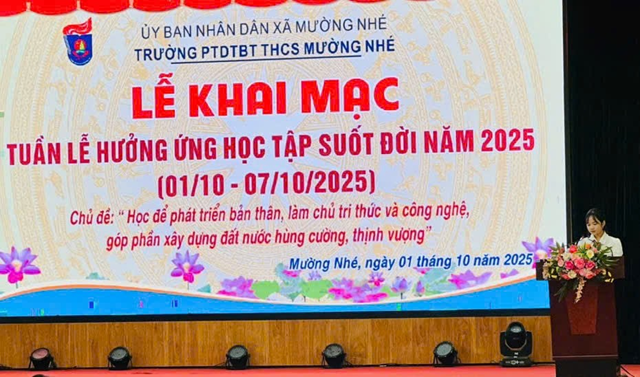 ỦY BAN NHÂN DÂN XÃ MƯỜNG NHÉ
TRƯỜNG PTDTBT THCS MƯỜNG NHÉ
LỄ KHAI MẠC
TUẦN LỄ HƯỞNG ỨNG HỌC TẬP SUỐT ĐỜI NĂM 2025
(01/10 - 07/10/2025)
Chủ đề: “ Học để phát triển bản thân, làm chủ tri thức và công nghệ,
góp phần xây dựng đất nước hùng cường, thịnh vượng”
Mường Nhé, ngày 01 tháng 10 năm 2025